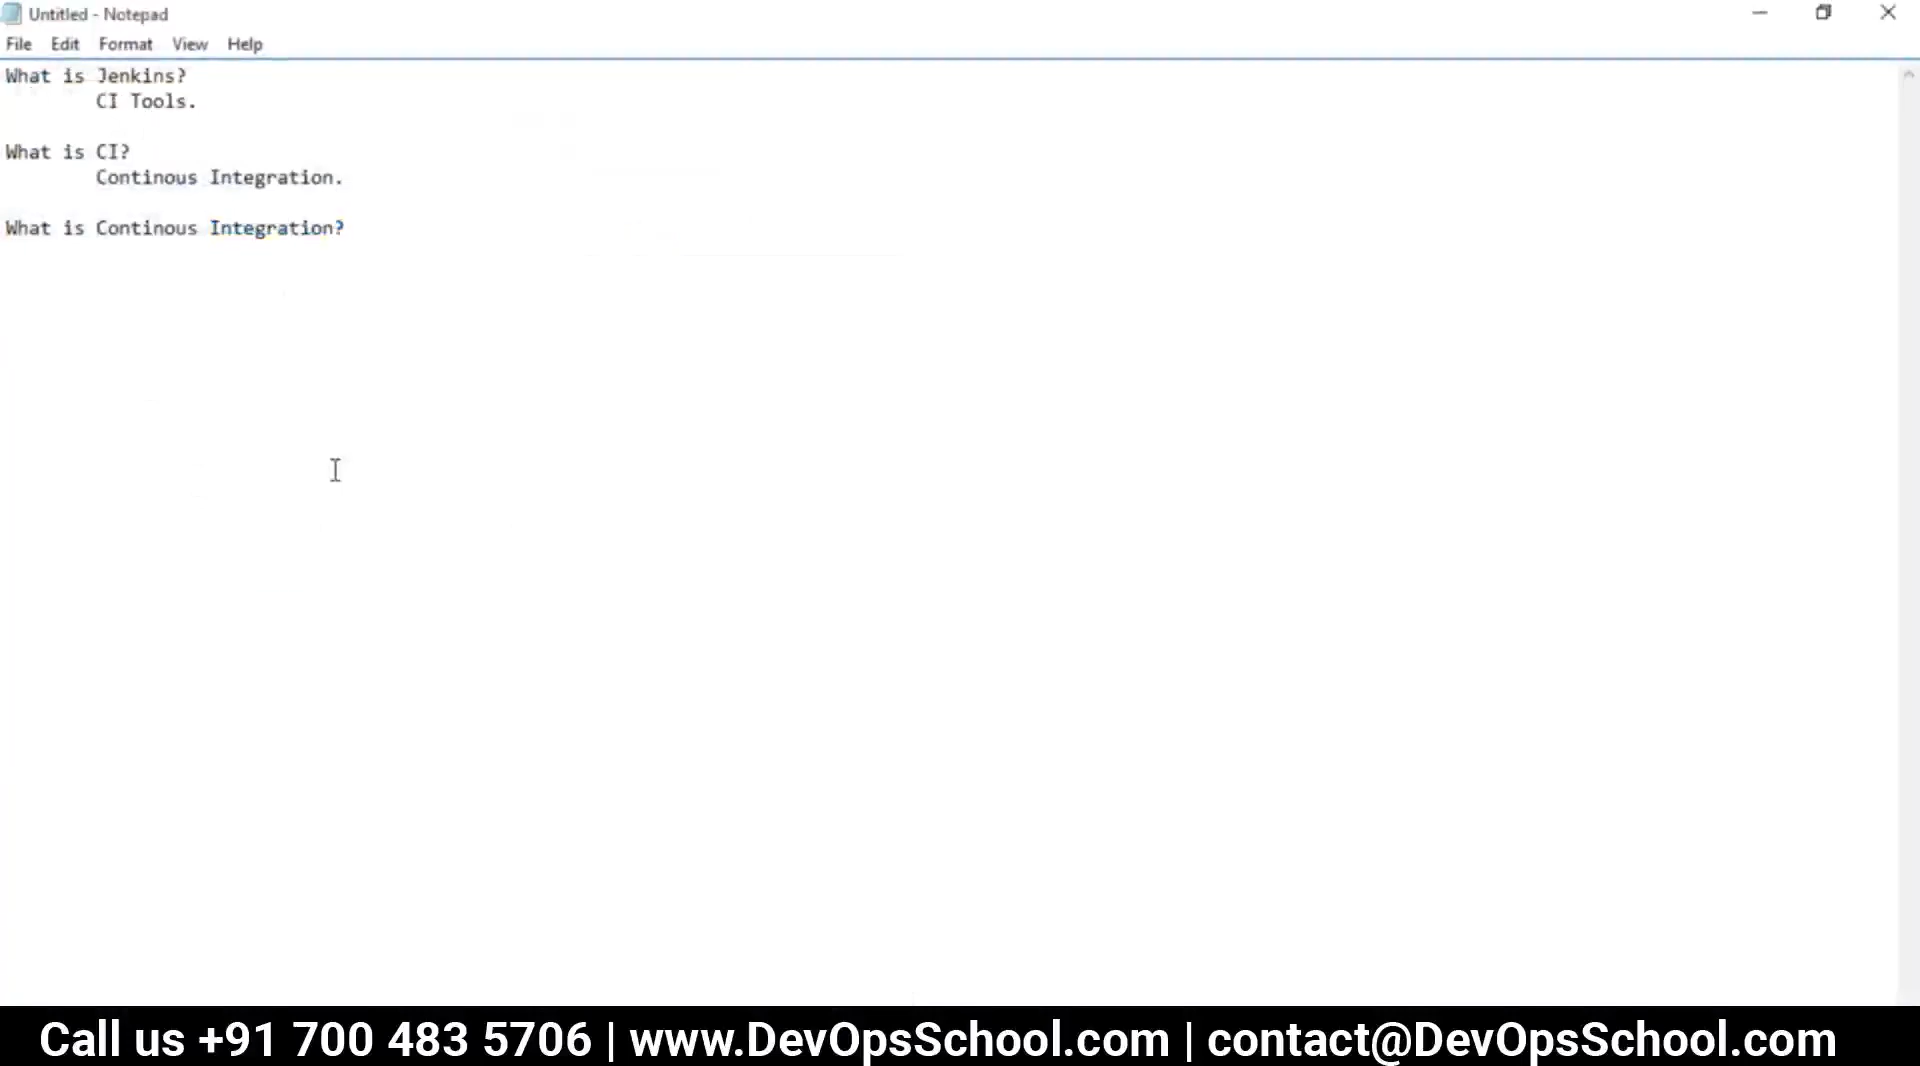 Untitled - Notepad
File Edit Format View Help
What is Jenkins?
CI Tools.
What is CI?
Continous Integration.
What is Continous Integration?
Call us +91 700 483 5706 | www.DevOpsSchool.com | contact@DevOpsSchool.com